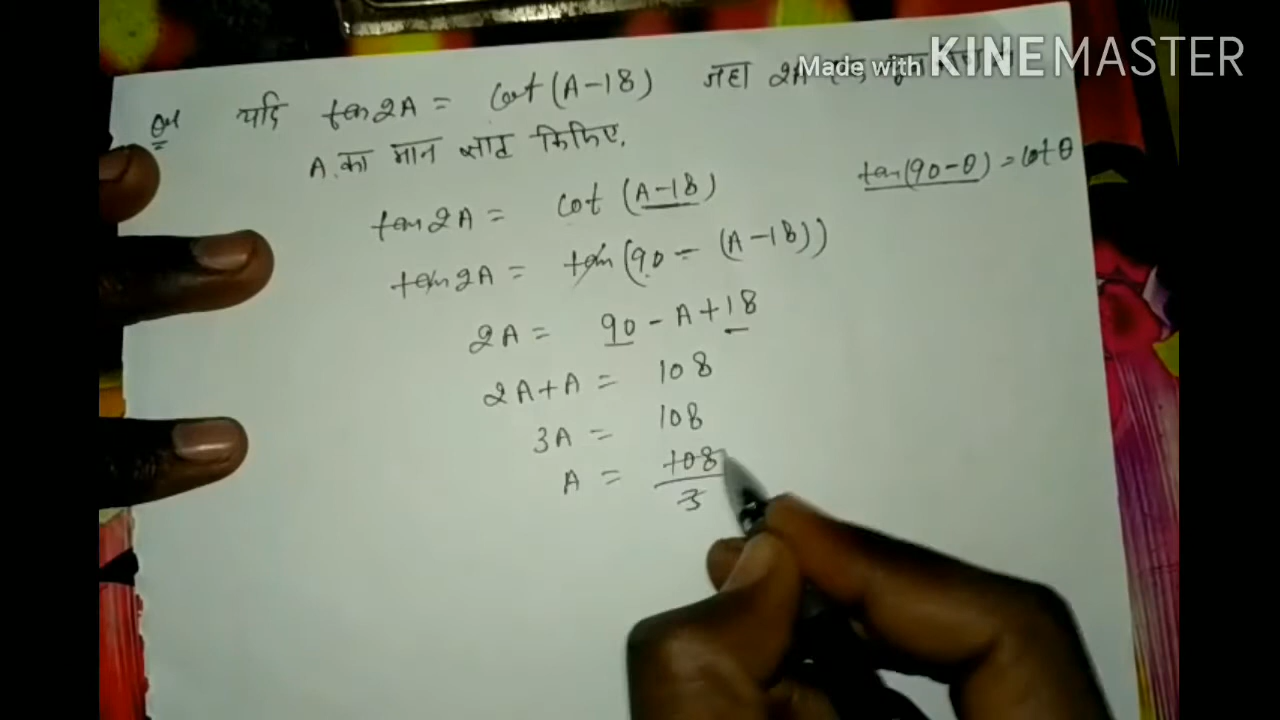 Made with KINEMASTER
Qu यदि tan2A = Cot(A-18) जहा 2A
A का मान ज्ञात किजिए.
tan(90-θ) = Cotθ
tan2A = Cot (A-18)
tan2A = tan(90 - (A-18))
2A = 90 - A + 18
2A+A = 108
3A = 108
A = 108/3